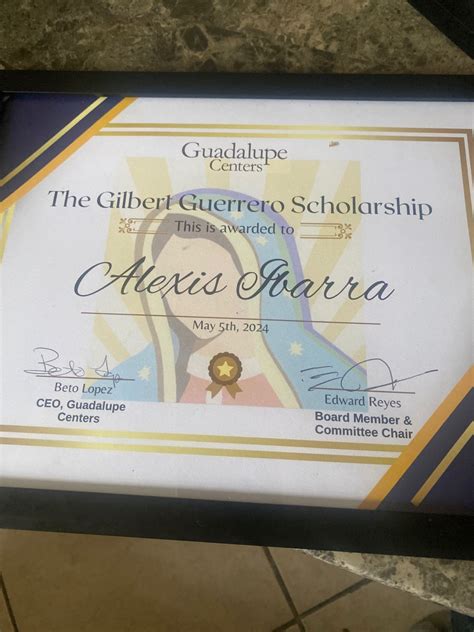 Guadalupe
Centers
The Gilbert Guerrero Scholarship
This is awarded to
Alexis Ibarra
May 5th, 2024
Beto Lopez
CEO, Guadalupe
Centers
Edward Reyes
Board Member &
Committee Chair